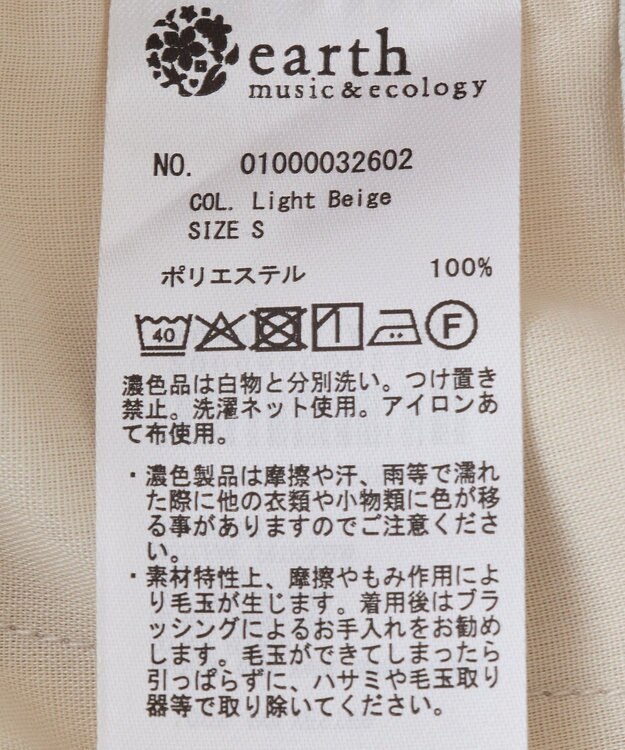 earth
music&ecology
NO. 01000032602
COL. Light Beige
SIZE S
ポリエステル 100%
40 F
濃色品は白物と分別洗い。つけ置き
禁止。洗濯ネット使用。アイロンあ
て布使用。
・濃色製品は摩擦や汗、雨等で濡れ
た際に他の衣類や小物類に色が移
る事がありますのでご注意くださ
い。
・素材特性上、摩擦やもみ作用によ
り毛玉が生じます。着用後はブラ
ッシングによるお手入れをお勧め
します。毛玉ができてしまったら
引っぱらずに、ハサミや毛玉取り
器等で取り除いてください。